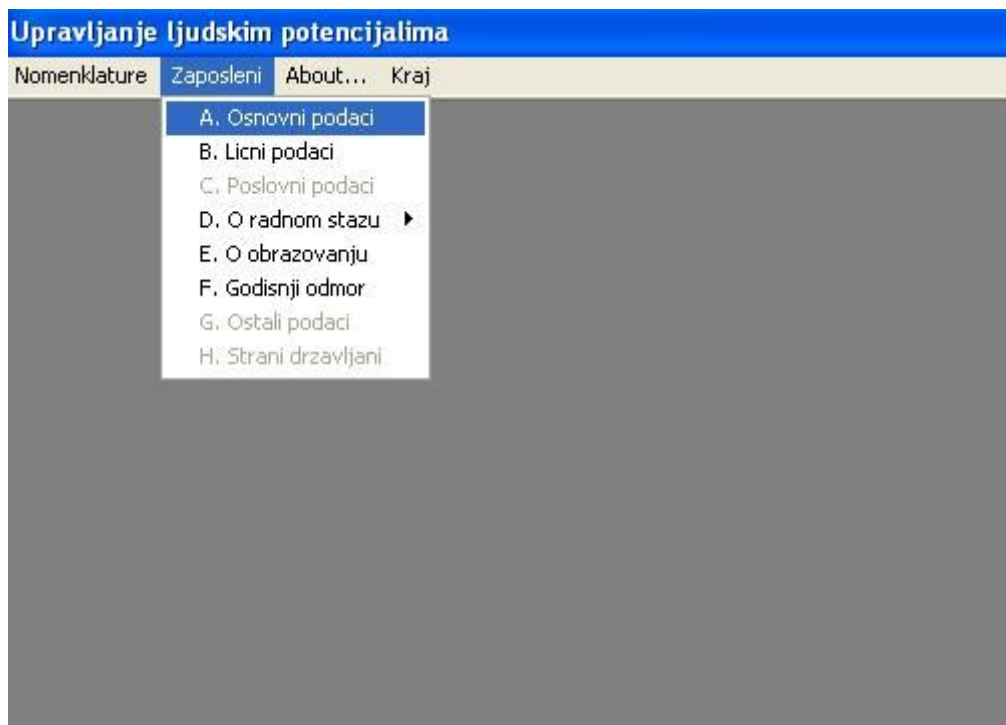 Upravljanje ljudskim potencijalima
Nomenklature Zaposleni About... Kraj
A. Osnovni podaci
B. Licni podaci
C. Poslovni podaci
D. O radnom stazu
E. O obrazovanju
F. Godisnji odmor
G. Ostali podaci
H. Strani drzavljani